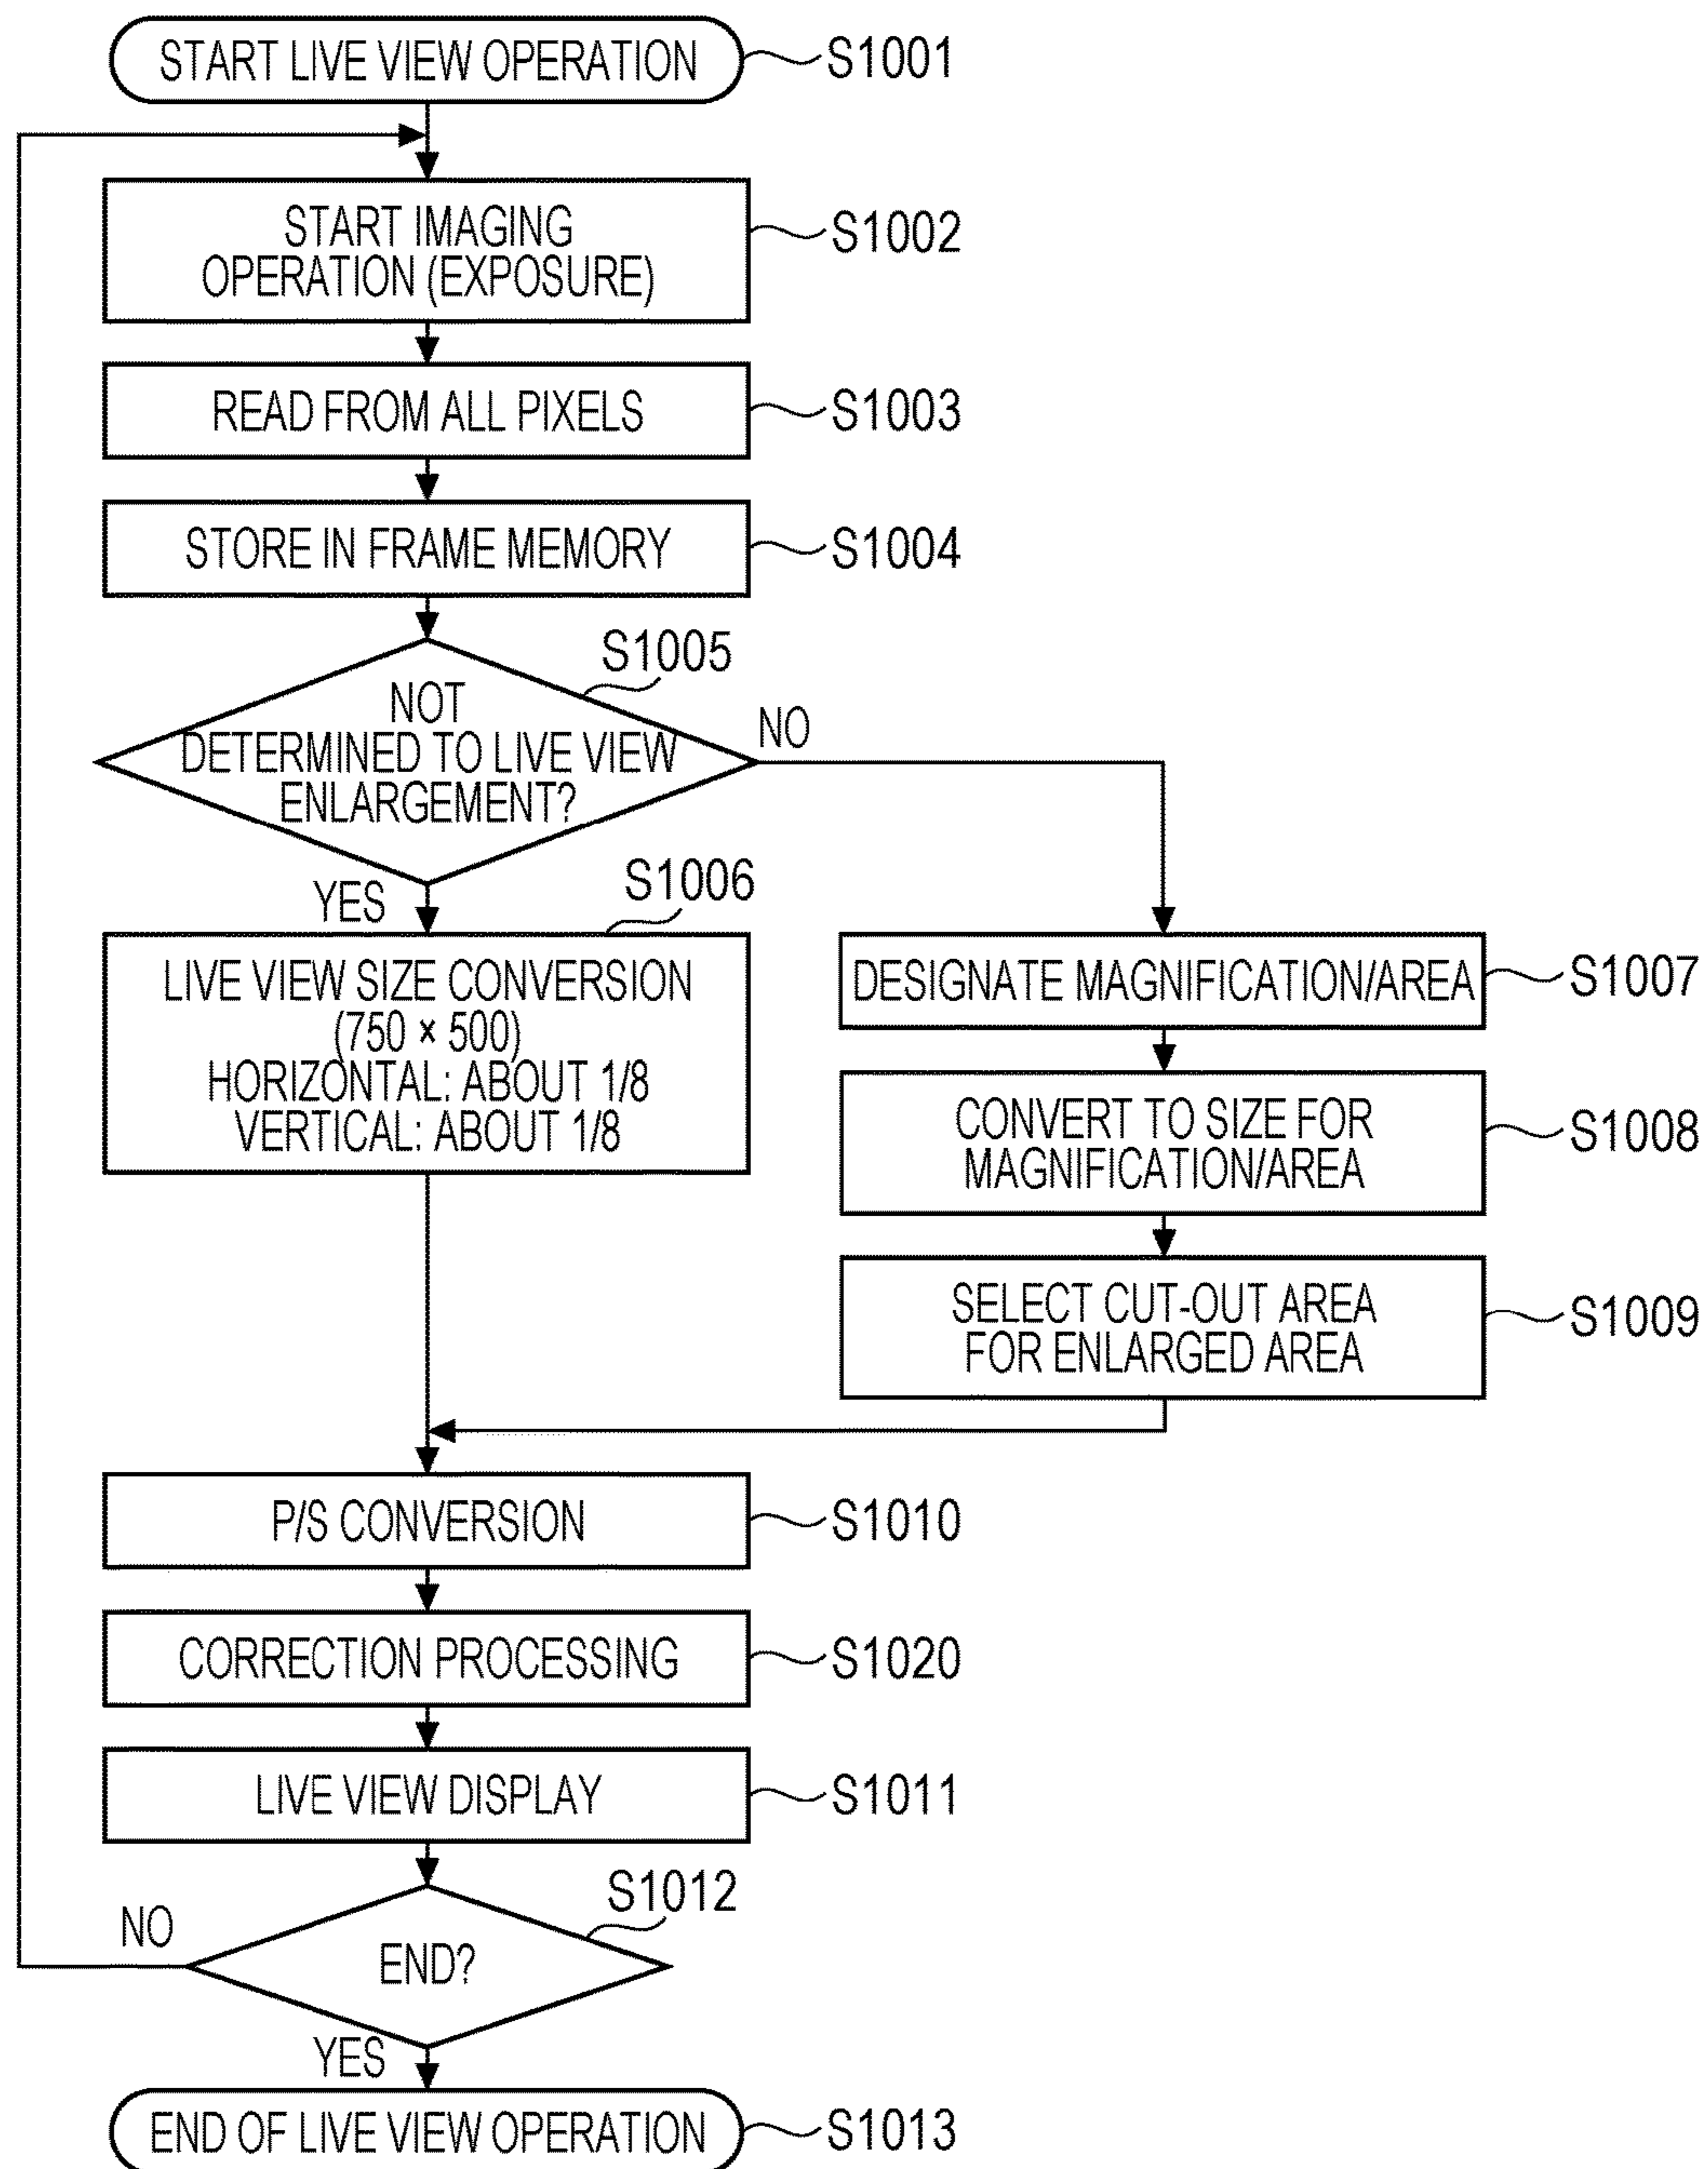 START LIVE VIEW OPERATION
S1001
START IMAGING
OPERATION (EXPOSURE)
S1002
READ FROM ALL PIXELS
S1003
STORE IN FRAME MEMORY
S1004
S1005
NOT
DETERMINED TO LIVE VIEW
ENLARGEMENT?
NO
YES
S1006
LIVE VIEW SIZE CONVERSION
(750 × 500)
HORIZONTAL: ABOUT 1/8
VERTICAL: ABOUT 1/8
DESIGNATE MAGNIFICATION/AREA
S1007
CONVERT TO SIZE FOR
MAGNIFICATION/AREA
S1008
SELECT CUT-OUT AREA
FOR ENLARGED AREA
S1009
P/S CONVERSION
S1010
CORRECTION PROCESSING
S1020
LIVE VIEW DISPLAY
S1011
S1012
NO
END?
YES
END OF LIVE VIEW OPERATION
S1013